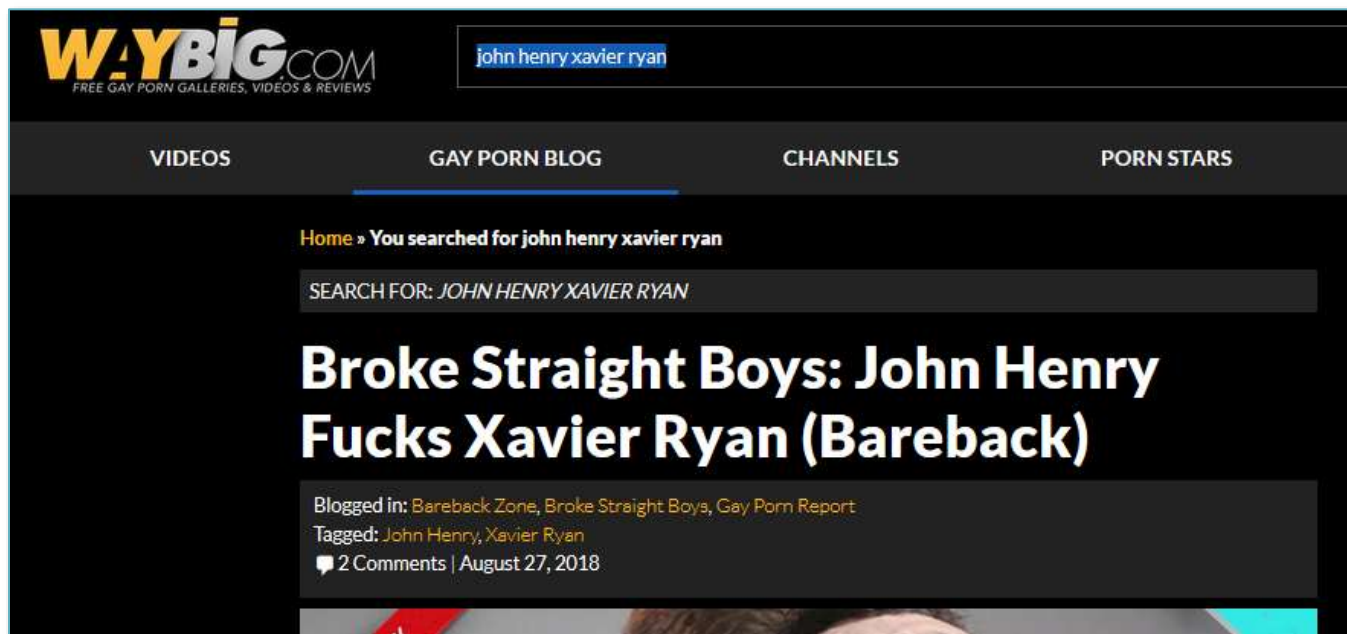 WAYBIG.COM
FREE GAY PORN GALLERIES, VIDEOS & REVIEWS
john henry xavier ryan
VIDEOS
GAY PORN BLOG
CHANNELS
PORN STARS
Home » You searched for john henry xavier ryan
SEARCH FOR: JOHN HENRY XAVIER RYAN
Broke Straight Boys: John Henry
Fucks Xavier Ryan (Bareback)
Blogged in: Bareback Zone, Broke Straight Boys, Gay Porn Report
Tagged: John Henry, Xavier Ryan
2 Comments | August 27, 2018